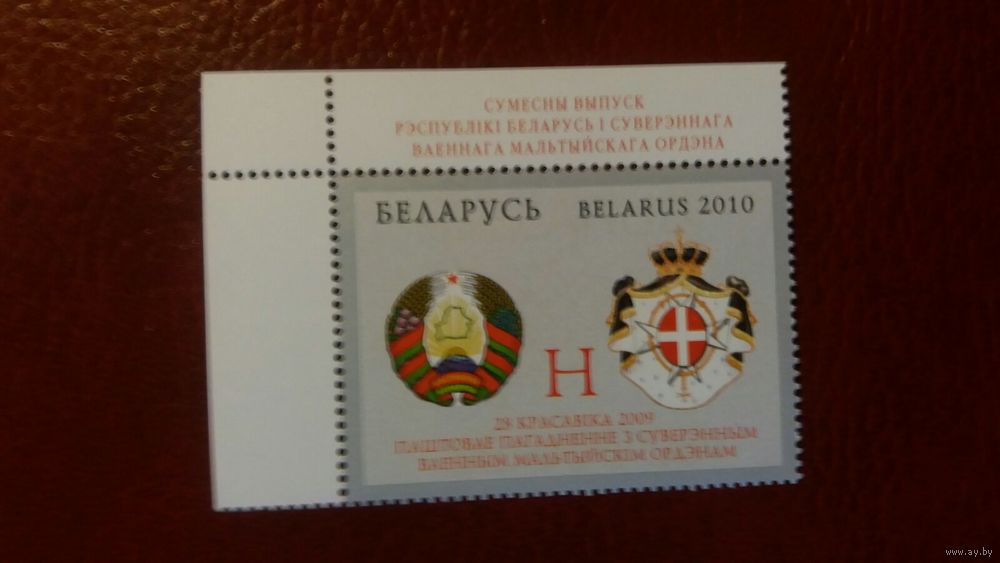 СУМЕСНЫ ВЫПУСК
РЭСПУБЛІКІ БЕЛАРУСЬ І СУВЕРЭННАГА
ВАЕННАГА МАЛЬТЫЙСКАГА ОРДЭНА
БЕЛАРУСЬ BELARUS 2010
Н
28 КРАСАВІКА 2009
ПАШТОВАЕ ПАГАДНЕННЕ З СУВЕРЭННЫМ
ВАЕННЫМ МАЛЬТЫЙСКІМ ОРДЭНАМ
www.ay.by